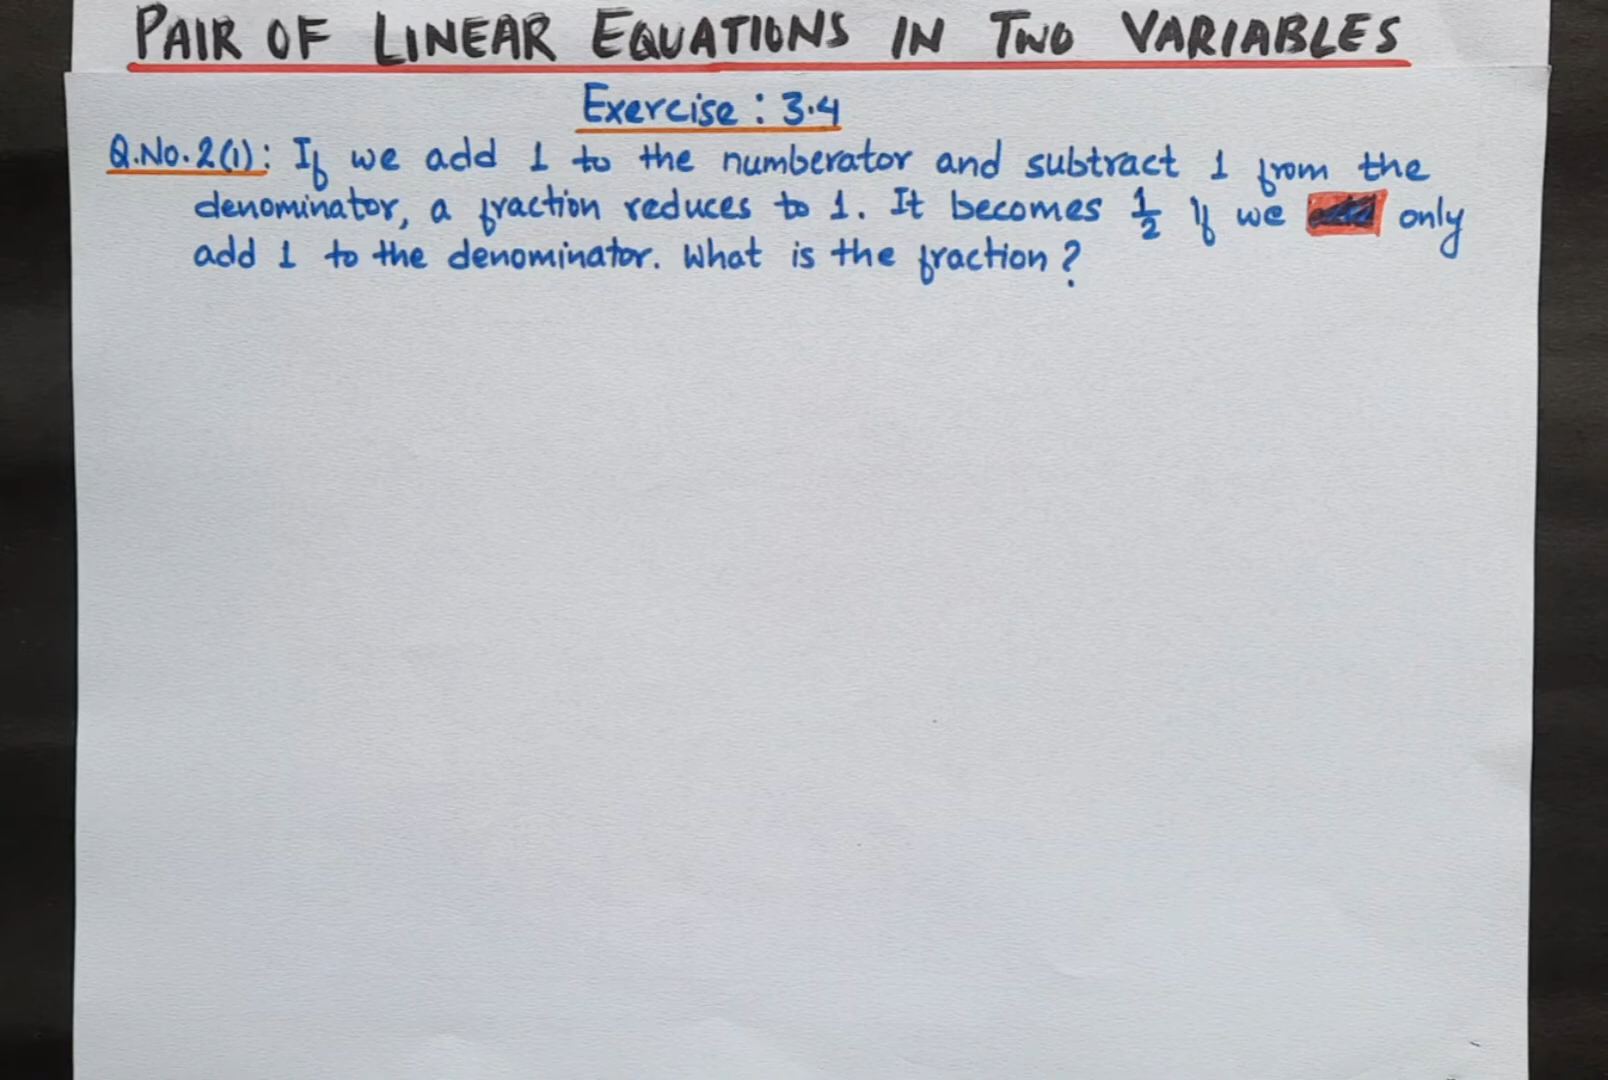 PAIR OF LINEAR EQUATIONS IN TWO VARIABLES
Exercise : 3.4
Q.No.2(1): If we add 1 to the numberator and subtract 1 from the
denominator, a fraction reduces to 1. It becomes 1/2 if we only
add 1 to the denominator. What is the fraction ?